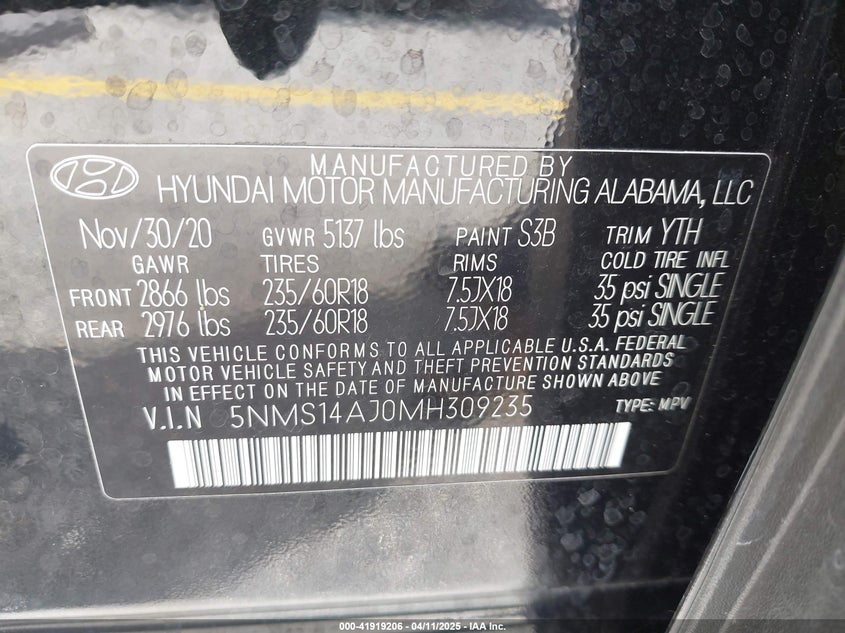 MANUFACTURED BY
HYUNDAI MOTOR MANUFACTURING ALABAMA, LLC
Nov/30/20 GVWR 5137 lbs PAINT S3B TRIM YTH
GAWR TIRES RIMS COLD TIRE INFL
FRONT 2866 lbs 235/60R18 7.5JX18 35 psi SINGLE
REAR 2976 lbs 235/60R18 7.5JX18 35 psi SINGLE
THIS VEHICLE CONFORMS TO ALL APPLICABLE U.S.A. FEDERAL
MOTOR VEHICLE SAFETY AND THEFT PREVENTION STANDARDS
IN EFFECT ON THE DATE OF MANUFACTURE SHOWN ABOVE
V.I.N 5NMS14AJ0MH309235 TYPE: MPV
000-41919206 - 04/11/2025 - IAA Inc.